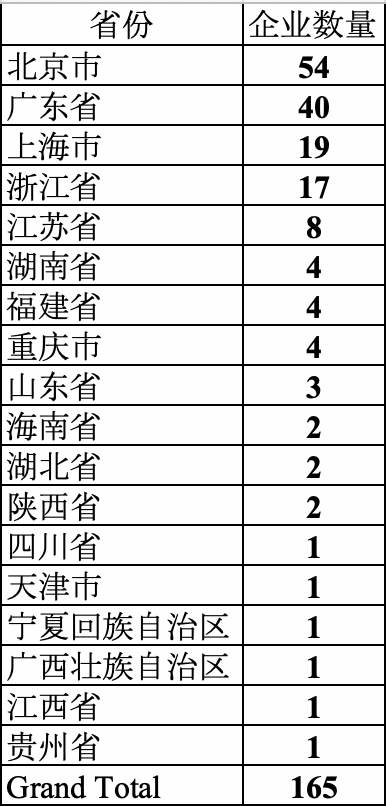 省份 企业数量
北京市 54
广东省 40
上海市 19
浙江省 17
江苏省 8
湖南省 4
福建省 4
重庆市 4
山东省 3
海南省 2
湖北省 2
陕西省 2
四川省 1
天津市 1
宁夏回族自治区 1
广西壮族自治区 1
江西省 1
贵州省 1
Grand Total 165